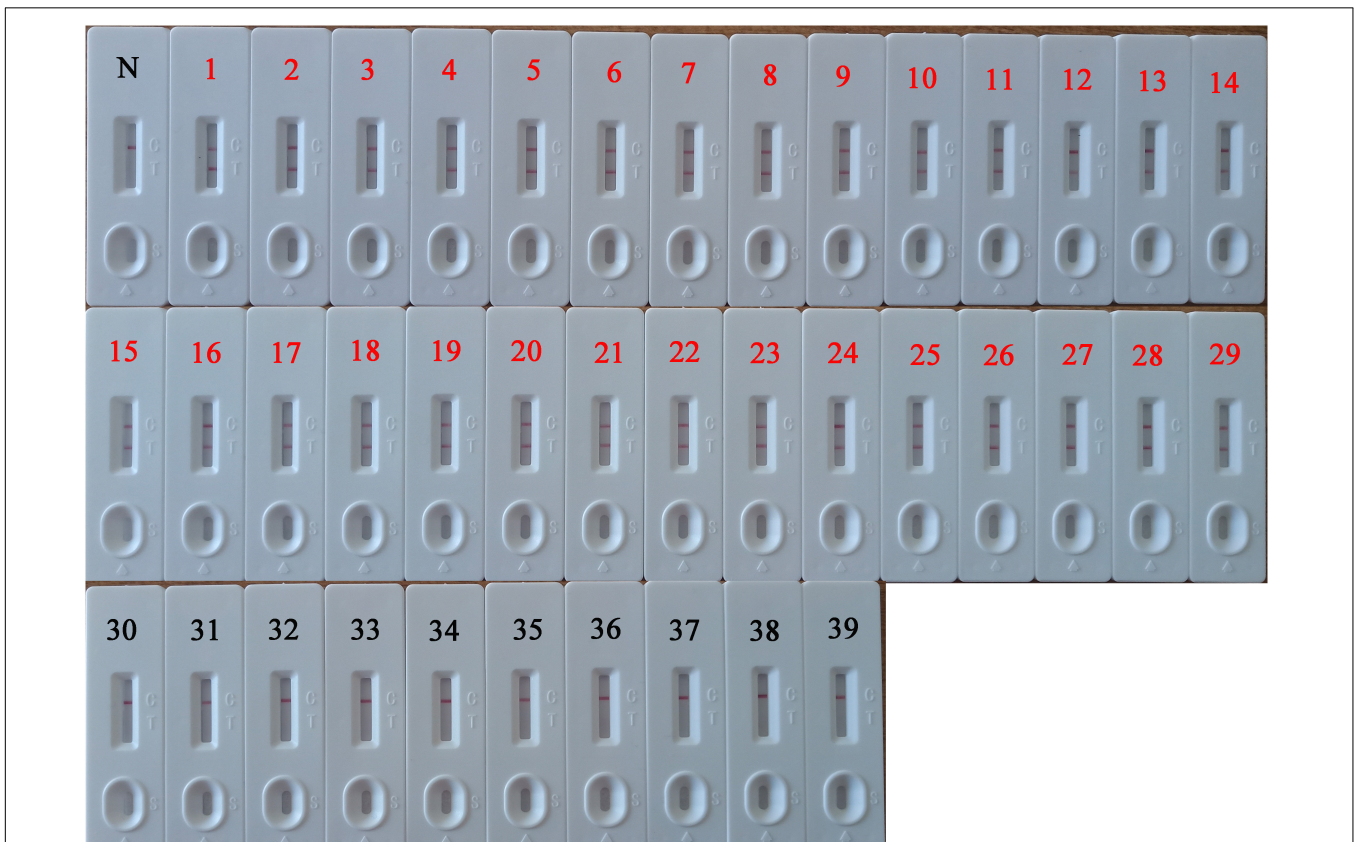 N 1 2 3 4 5 6 7 8 9 10 11 12 13 14
C C C C C C C C C C C C C C C
T T T T T T T T T T T T T T T
S S S S S S S S S S S S S S S
15 16 17 18 19 20 21 22 23 24 25 26 27 28 29
C C C C C C C C C C C C C C C
T T T T T T T T T T T T T T T
S S S S S S S S S S S S S S S
30 31 32 33 34 35 36 37 38 39
C C C C C C C C C C
T T T T T T T T T T
S S S S S S S S S S